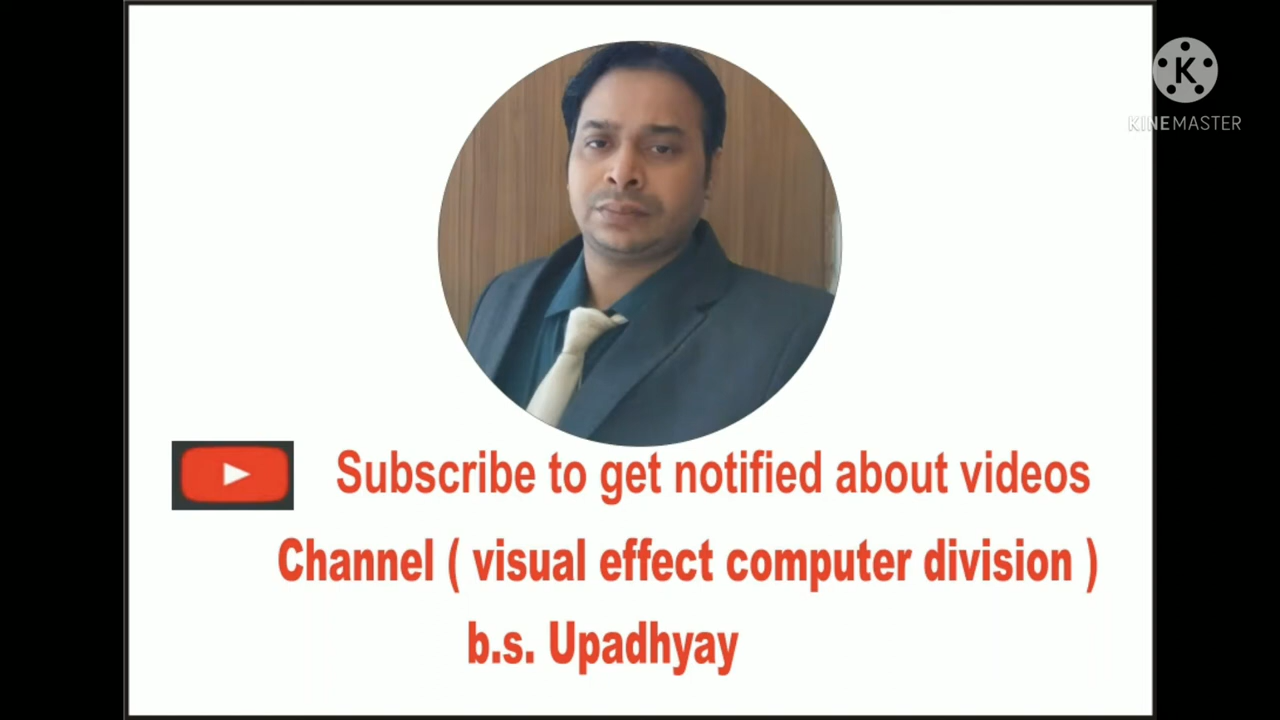 K
KINEMASTER
Subscribe to get notified about videos
Channel ( visual effect computer division )
b.s. Upadhyay